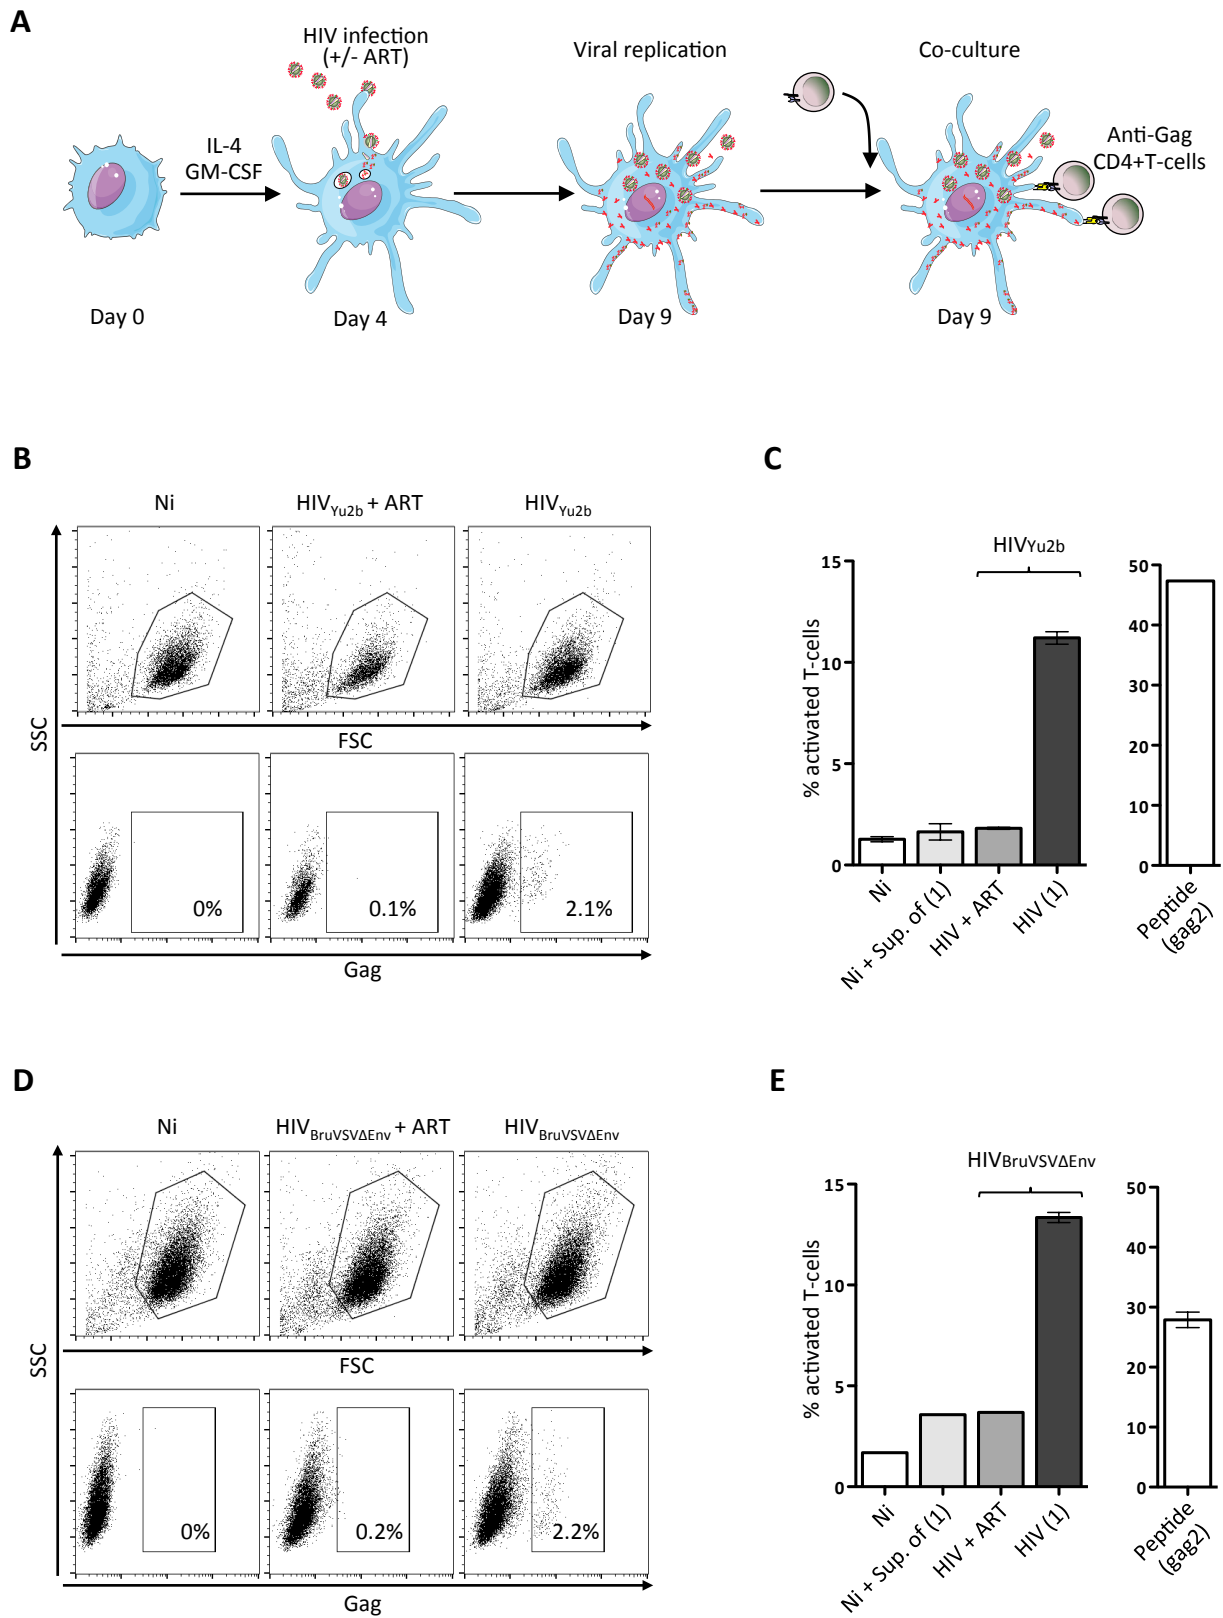 A
HIV infection
(+/- ART)
Viral replication
Co-culture
IL-4
GM-CSF
Anti-Gag
CD4+T-cells
Day 0
Day 4
Day 9
Day 9
B
Ni
HIVYu2b + ART
HIVYu2b
SSC
FSC
0%
0.1%
2.1%
Gag
C
HIVYu2b
% activated T-cells
15
10
5
0
50
40
30
20
10
0
Ni
Ni + Sup. of (1)
HIV + ART
HIV (1)
Peptide
(gag2)
D
Ni
HIVBruVSVΔEnv + ART
HIVBruVSVΔEnv
SSC
FSC
0%
0.2%
2.2%
Gag
E
HIVBruVSVΔEnv
% activated T-cells
15
10
5
0
50
40
30
20
10
0
Ni
Ni + Sup. of (1)
HIV + ART
HIV (1)
Peptide
(gag2)